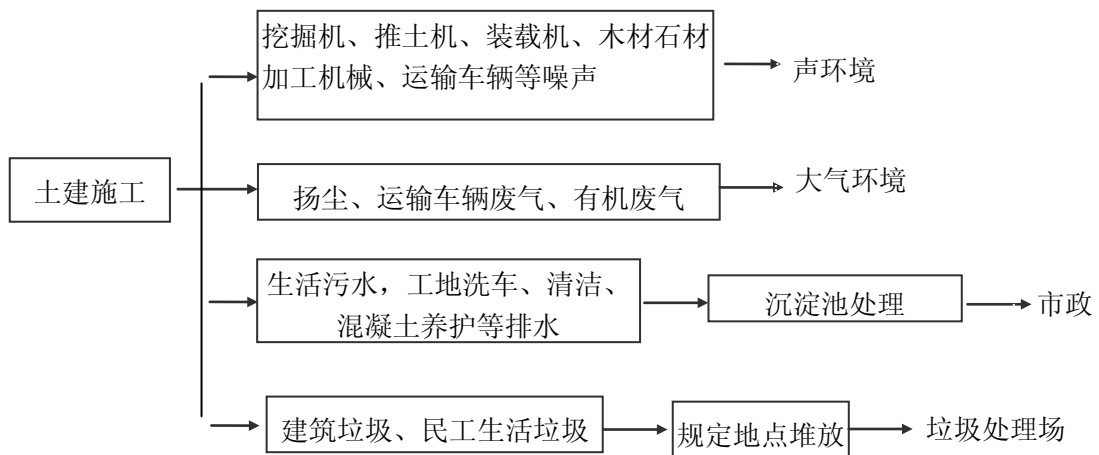 挖掘机、推土机、装载机、木材石材
加工机械、运输车辆等噪声
声环境
土建施工
扬尘、运输车辆废气、有机废气
大气环境
生活污水，工地洗车、清洁、
混凝土养护等排水
沉淀池处理
市政
建筑垃圾、民工生活垃圾
规定地点堆放
垃圾处理场